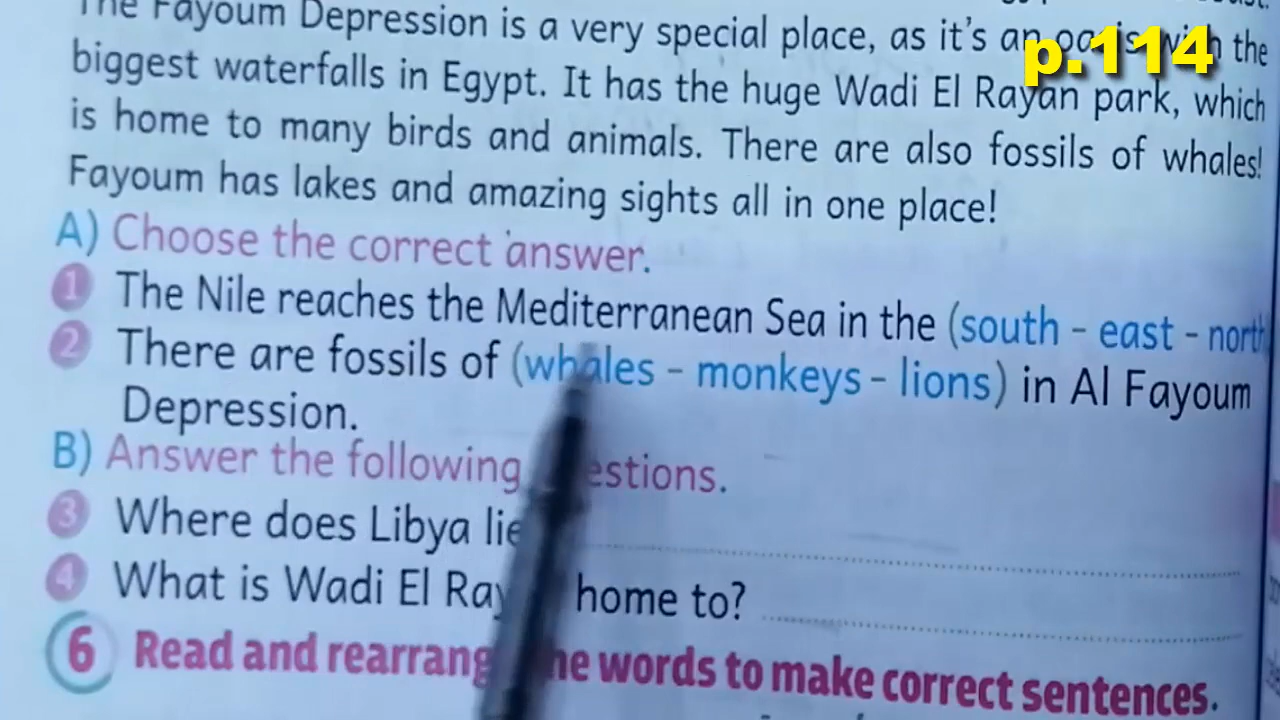 The Fayoum Depression is a very special place, as it's an oasis with the
p.114
biggest waterfalls in Egypt. It has the huge Wadi El Rayan park, which
is home to many birds and animals. There are also fossils of whales!
Fayoum has lakes and amazing sights all in one place!
A) Choose the correct answer.
1 The Nile reaches the Mediterranean Sea in the (south - east - north
2 There are fossils of (whales - monkeys - lions) in Al Fayoum
Depression.
B) Answer the following
3 Where does Libya lie
4 What is Wadi El home to?
6 Read and rearrange the words to make correct sentences.